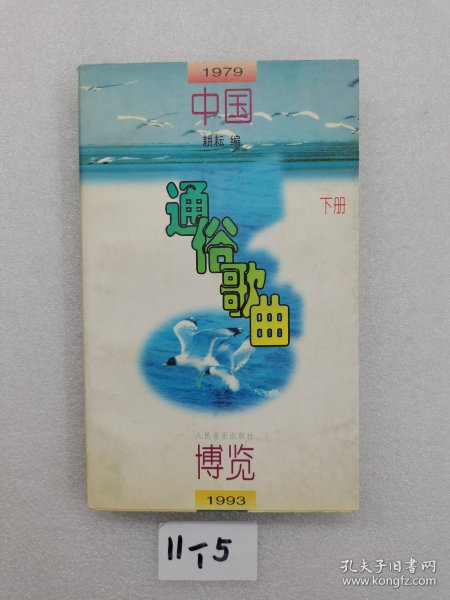 1979
中国
耕耘 编
下册
通俗歌曲
人民音乐出版社
博览
1993
11-T5
孔夫子旧书网
www.kongfz.com